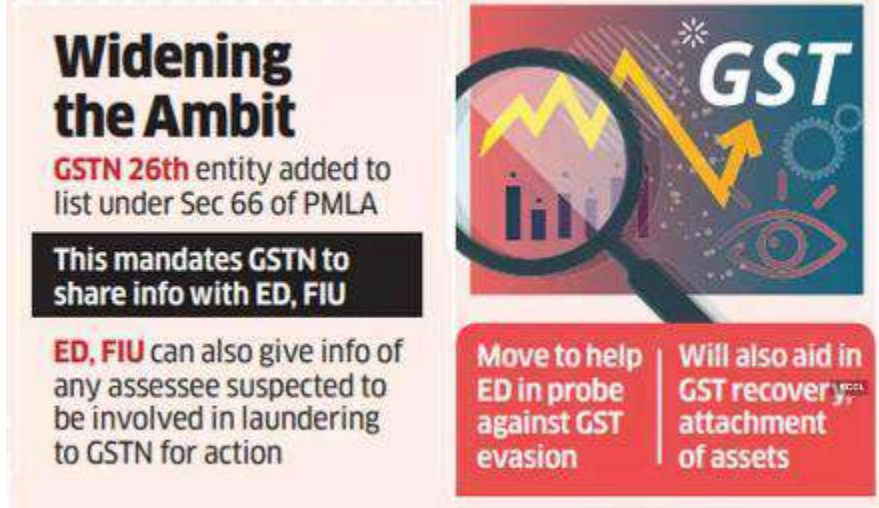 Widening
the Ambit
GSTN 26th entity added to
list under Sec 66 of PMLA
This mandates GSTN to
share info with ED, FIU
ED, FIU can also give info of
any assessee suspected to
be involved in laundering
to GSTN for action
GST
Move to help
ED in probe
against GST
evasion
Will also aid in
GST recovery,
attachment
of assets
BCCL